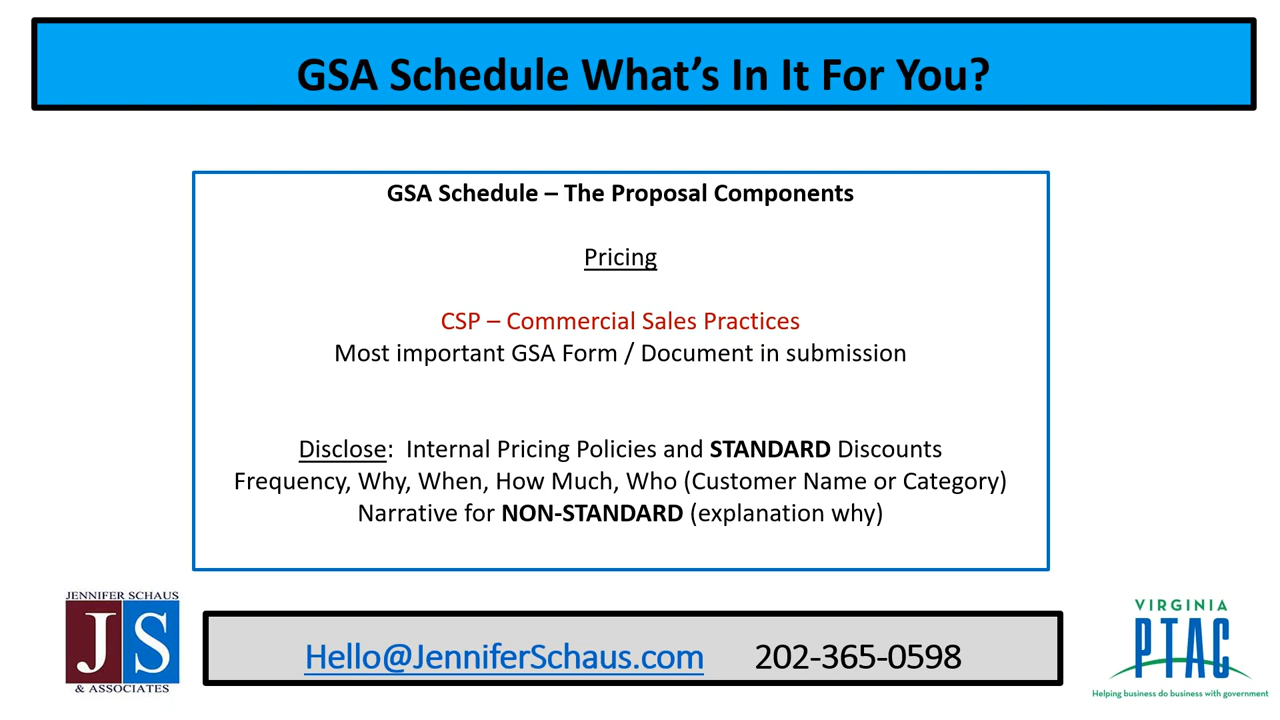 GSA Schedule What's In It For You?
GSA Schedule – The Proposal Components
Pricing
CSP – Commercial Sales Practices
Most important GSA Form / Document in submission
Disclose:  Internal Pricing Policies and STANDARD Discounts
Frequency, Why, When, How Much, Who (Customer Name or Category)
Narrative for NON-STANDARD (explanation why)
JENNIFER SCHAUS
JS
& ASSOCIATES
Hello@JenniferSchaus.com 202-365-0598
VIRGINIA
PTAC
Helping business do business with government